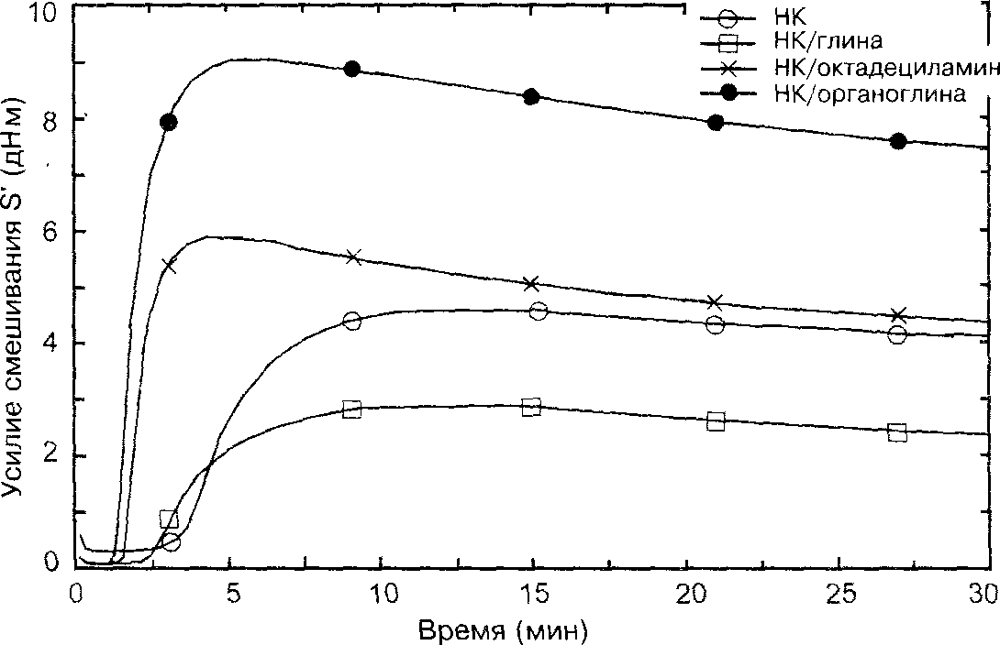 10
8
6
4
2
0
Усилие смешивания S' (дНм)
НК
НК/глина
НК/октадециламин
НК/органоглина
0 5 10 15 20 25 30
Время (мин)